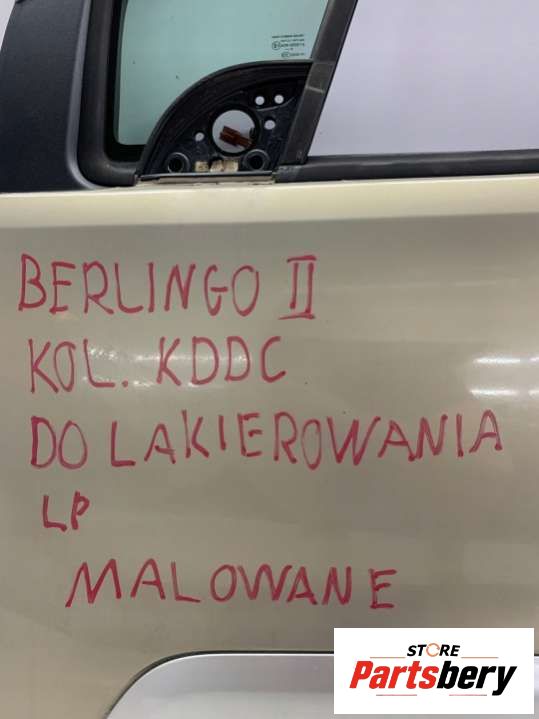 BERLINGO II
KOL. KDDC
DO LAKIEROWANIA
LP
MALOWANE
STORE
Partsbery